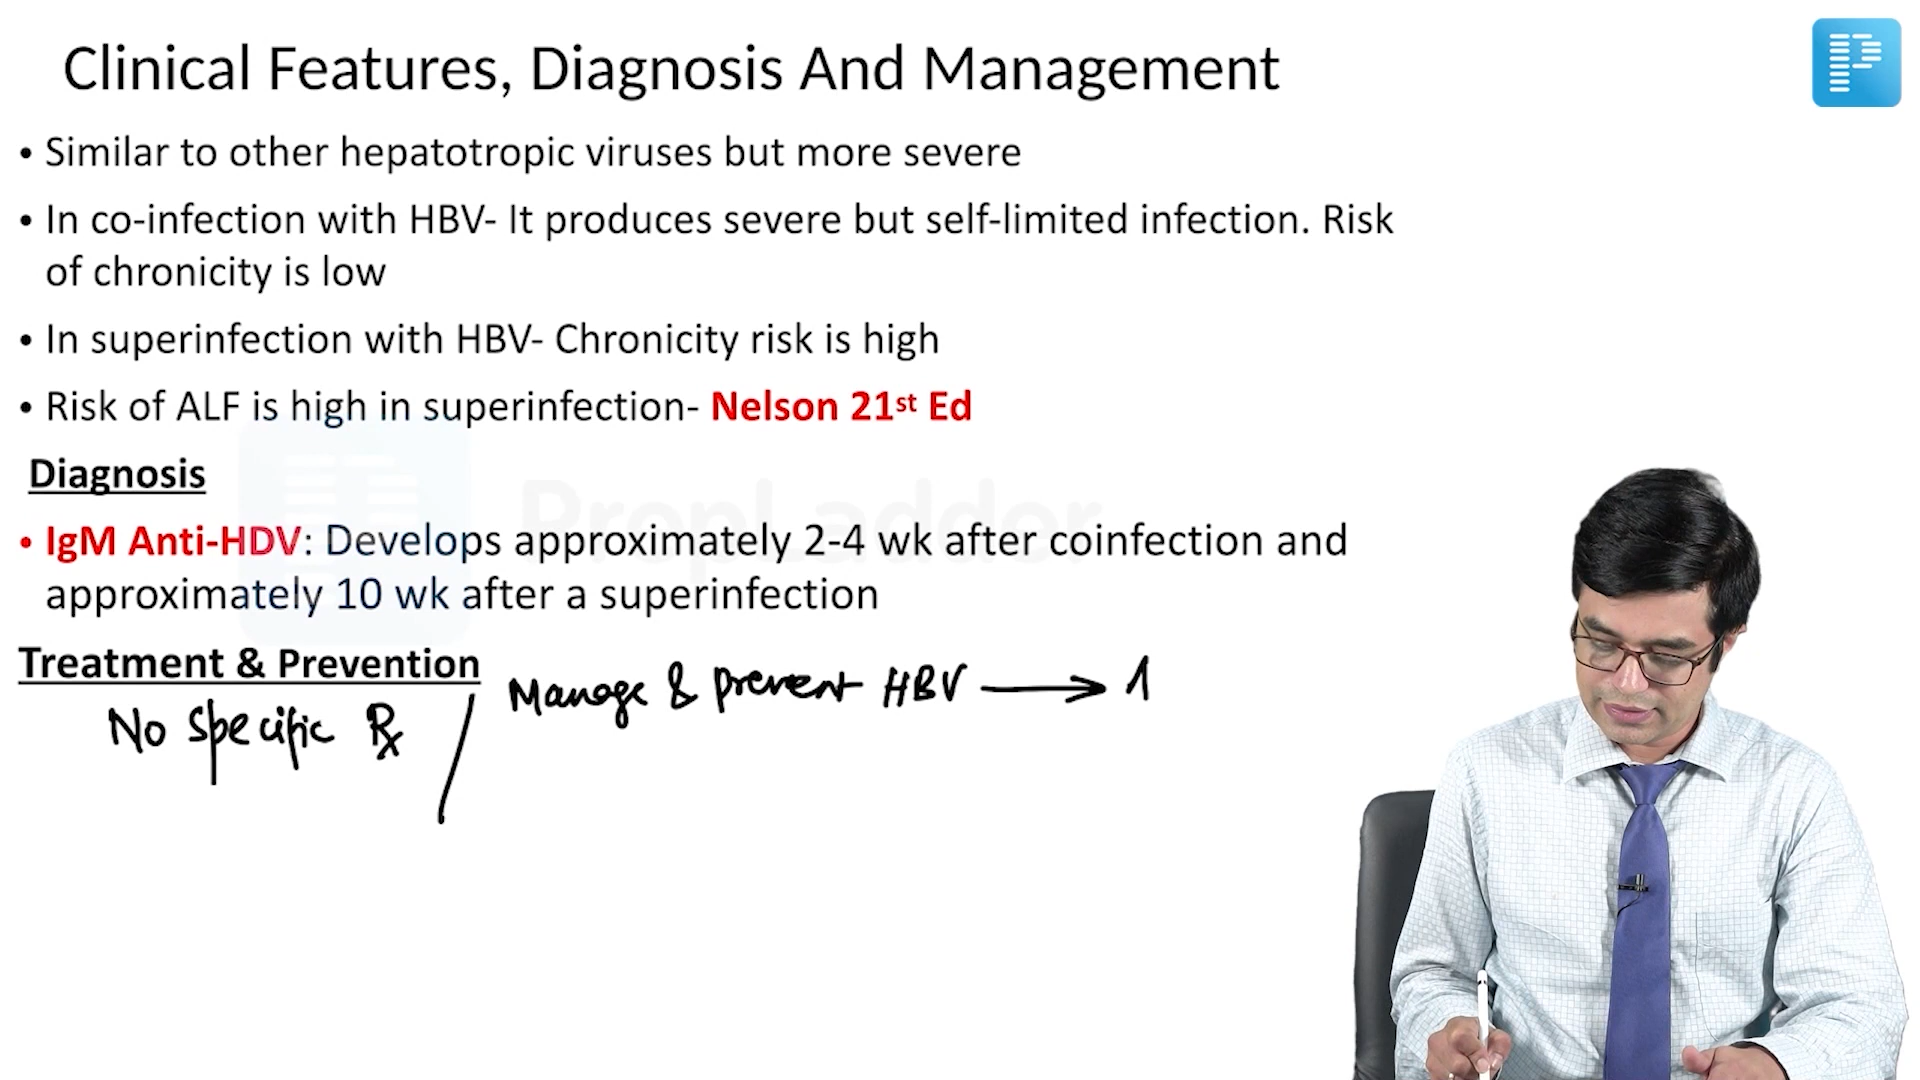 Clinical Features, Diagnosis And Management
• Similar to other hepatotropic viruses but more severe
• In co-infection with HBV- It produces severe but self-limited infection. Risk
of chronicity is low
• In superinfection with HBV- Chronicity risk is high
• Risk of ALF is high in superinfection- Nelson 21st Ed
Diagnosis
PrepLadder
• IgM Anti-HDV: Develops approximately 2-4 wk after coinfection and
approximately 10 wk after a superinfection
Treatment & Prevention
Manage & prevent HBV → 1
No specific Rx